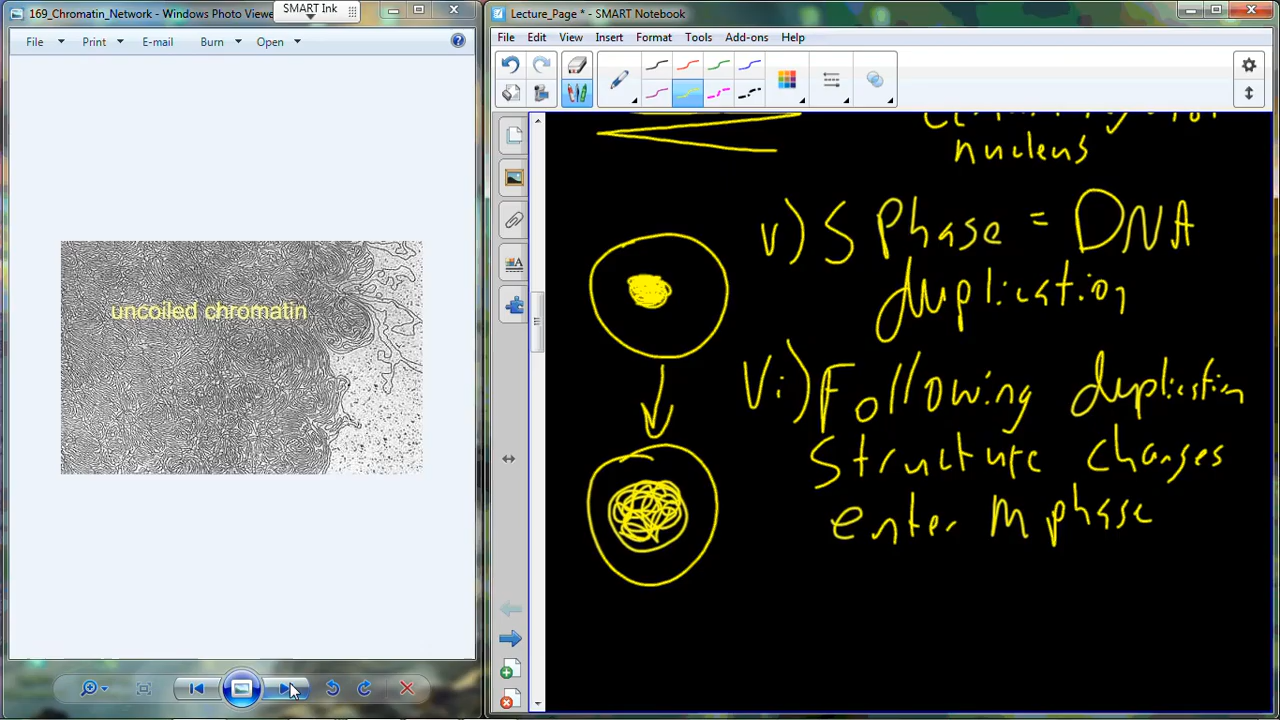 169_Chromatin_Network - Windows Photo Viewe
SMART Ink
File Print E-mail Burn Open
uncoiled chromatin
Lecture_Page * - SMART Notebook
File Edit View Insert Format Tools Add-ons Help
nucleus
v) S Phase = DNA
duplication
Vi) Following duplication
Structure changes
enter M phase